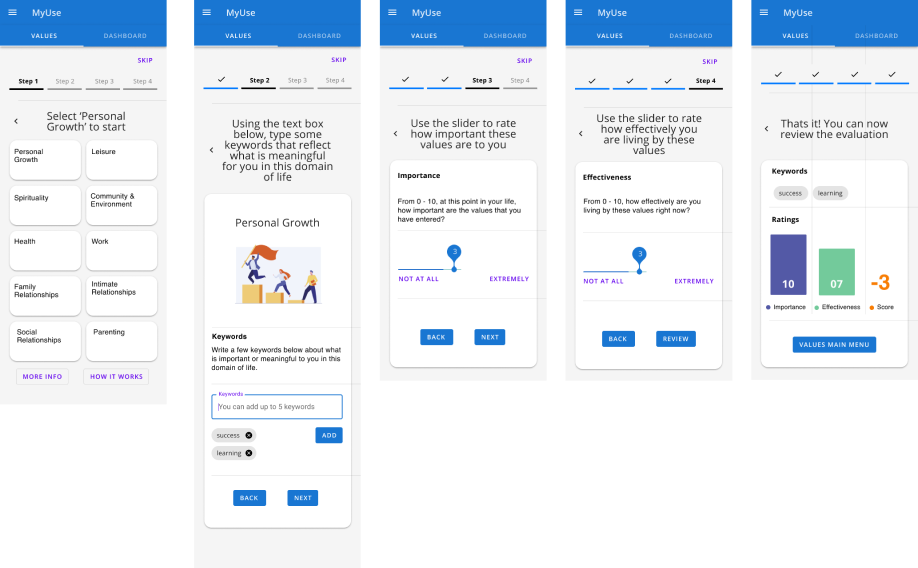 MyUse
VALUES DASHBOARD
SKIP
Step 1 Step 2 Step 3 Step 4
Select ‘Personal
Growth’ to start
Personal
Growth
Leisure
Spirituality
Community &
Environment
Health
Work
Family
Relationships
Intimate
Relationships
Social
Relationships
Parenting
MORE INFO HOW IT WORKS
MyUse
VALUES DASHBOARD
SKIP
Step 2 Step 3 Step 4
Using the text box
below, type some
keywords that reflect
what is meaningful
for you in this domain
of life
Personal Growth
Keywords
Write a few keywords below about what
is important or meaningful to you in this
domain of life.
Keywords
You can add up to 5 keywords
success
ADD
learning
BACK NEXT
MyUse
VALUES DASHBOARD
SKIP
Step 3 Step 4
Use the slider to rate
how important these
values are to you
Importance
From 0 - 10, at this point in your life,
how important are the values that you
have entered?
3
NOT AT ALL EXTREMELY
BACK NEXT
MyUse
VALUES DASHBOARD
SKIP
Step 4
Use the slider to rate
how effectively you
are living by these
values
Effectiveness
From 0 - 10, how effectively are you
living by these values right now?
3
NOT AT ALL EXTREMELY
BACK REVIEW
MyUse
VALUES DASHBOARD
Thats it! You can now
review the evaluation
Keywords
success learning
Ratings
10 07 -3
Importance Effectiveness Score
VALUES MAIN MENU